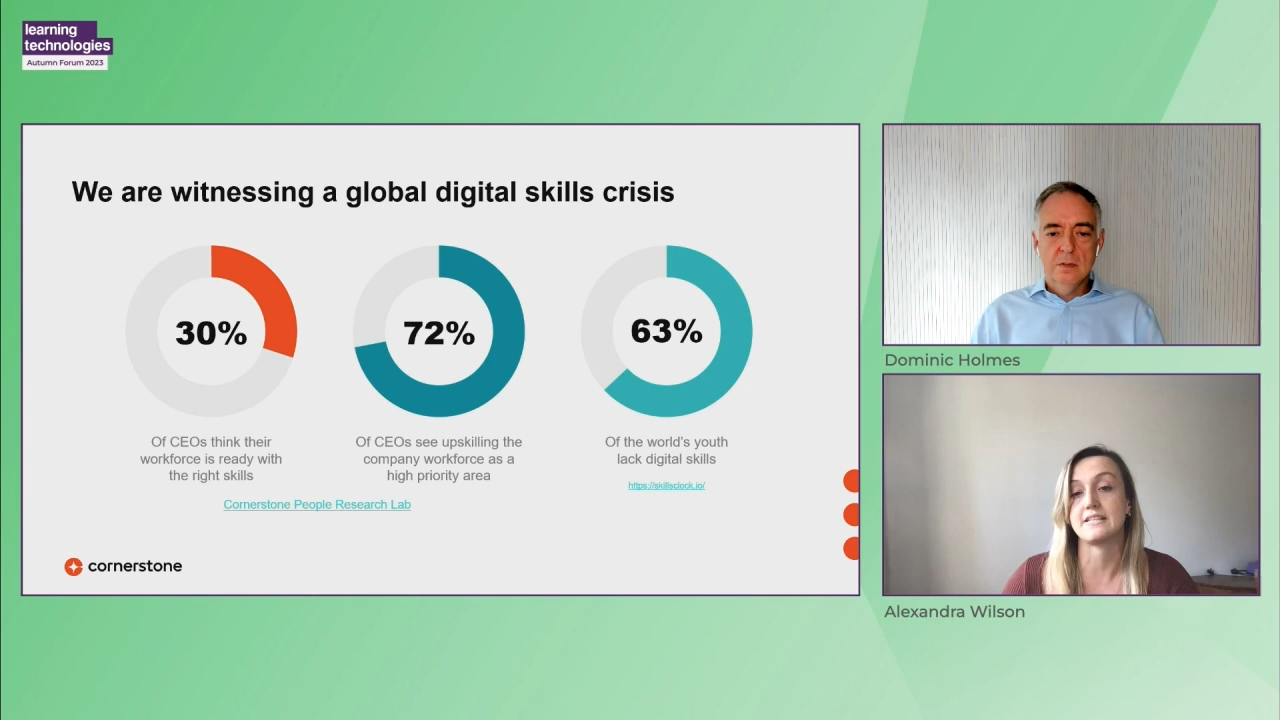 learning
technologies
Autumn Forum 2023
We are witnessing a global digital skills crisis
30%
Of CEOs think their
workforce is ready with
the right skills
72%
Of CEOs see upskilling the
company workforce as a
high priority area
Cornerstone People Research Lab
63%
Of the world's youth
lack digital skills
https://skillsclock.io/
cornerstone
Dominic Holmes
Alexandra Wilson